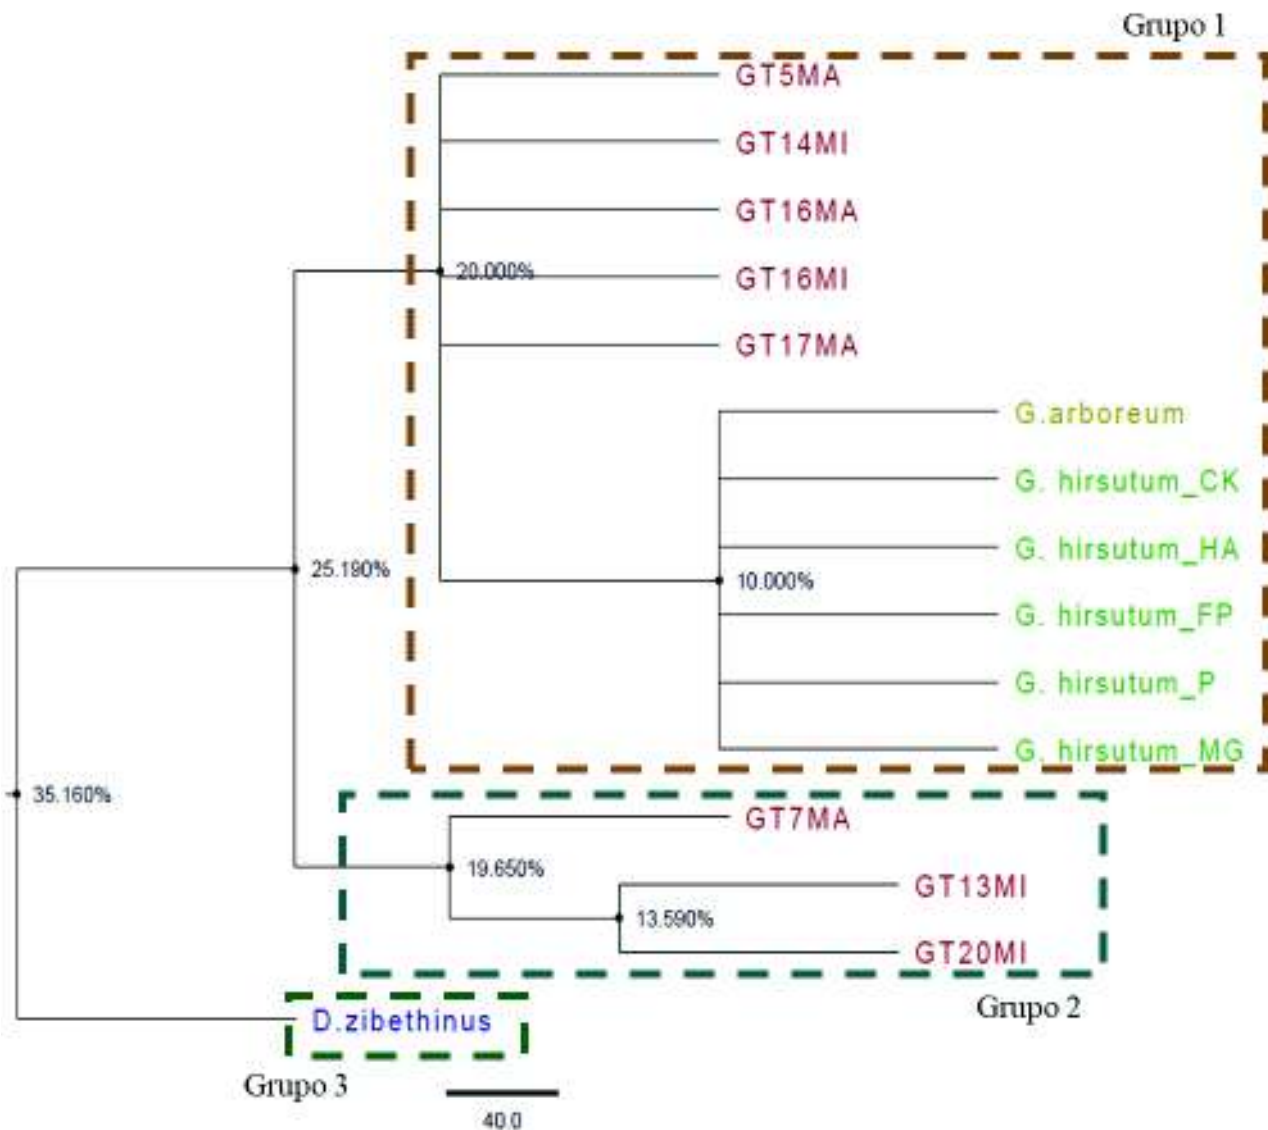 Grupo 1
GT5MA
GT14MI
GT16MA
20.000%
GT16MI
GT17MA
G.arboreum
G. hirsutum_CK
G. hirsutum_HA
25.190%
10.000%
G. hirsutum_FP
G. hirsutum_P
G. hirsutum_MG
35.160%
GT7MA
19.650%
GT13MI
13.590%
GT20MI
Grupo 2
D.zibethinus
Grupo 3
40.0